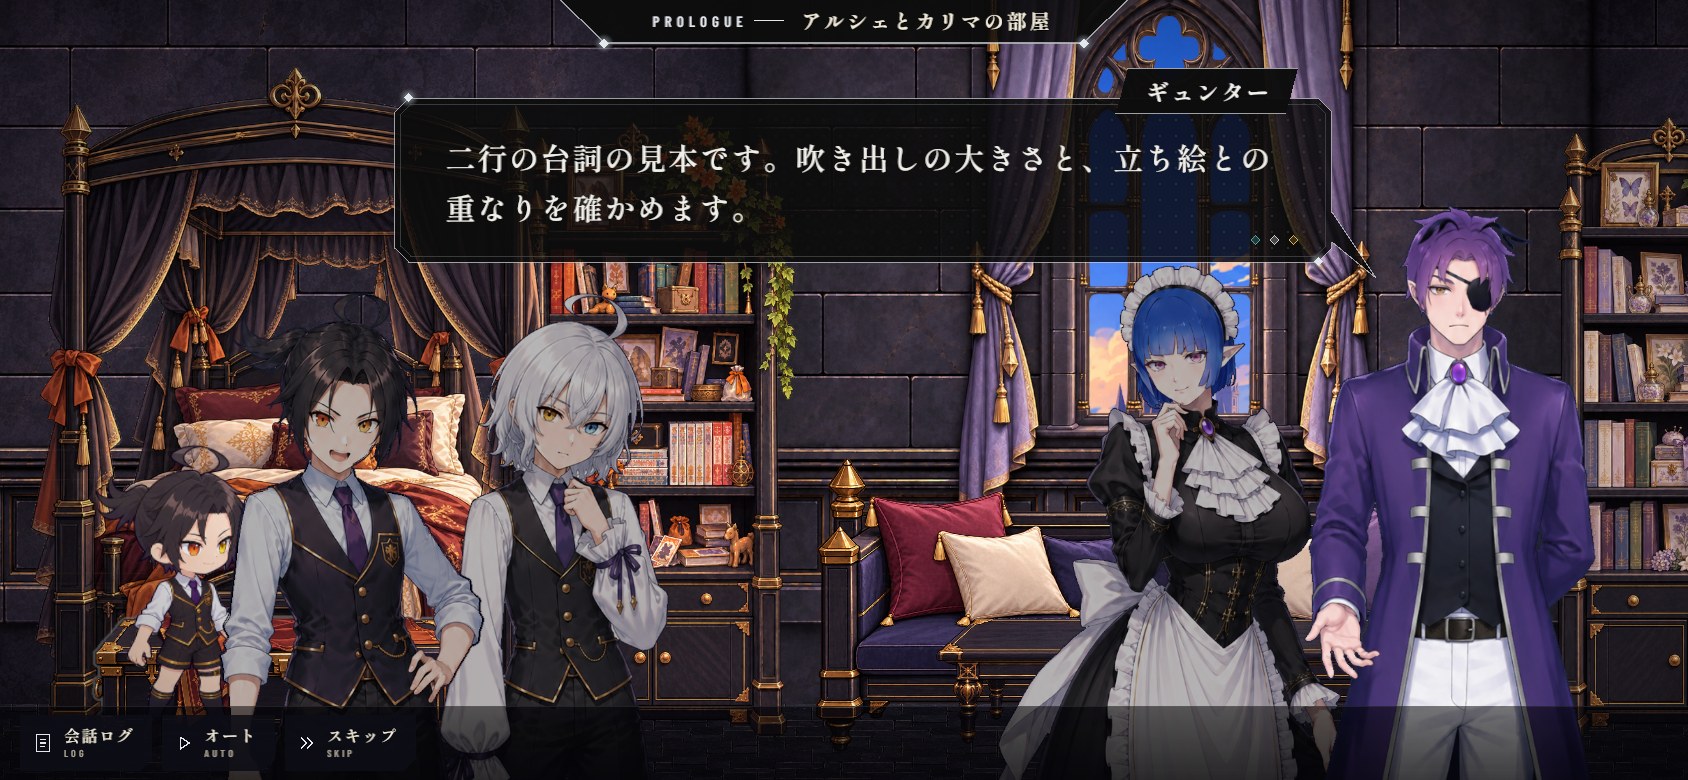 PROLOGUE — アルシェとカリマの部屋
ギュンター
二行の台詞の見本です。吹き出しの大きさと、立ち絵との
重なりを確かめます。
会話ログ
LOG
オート
AUTO
スキップ
SKIP